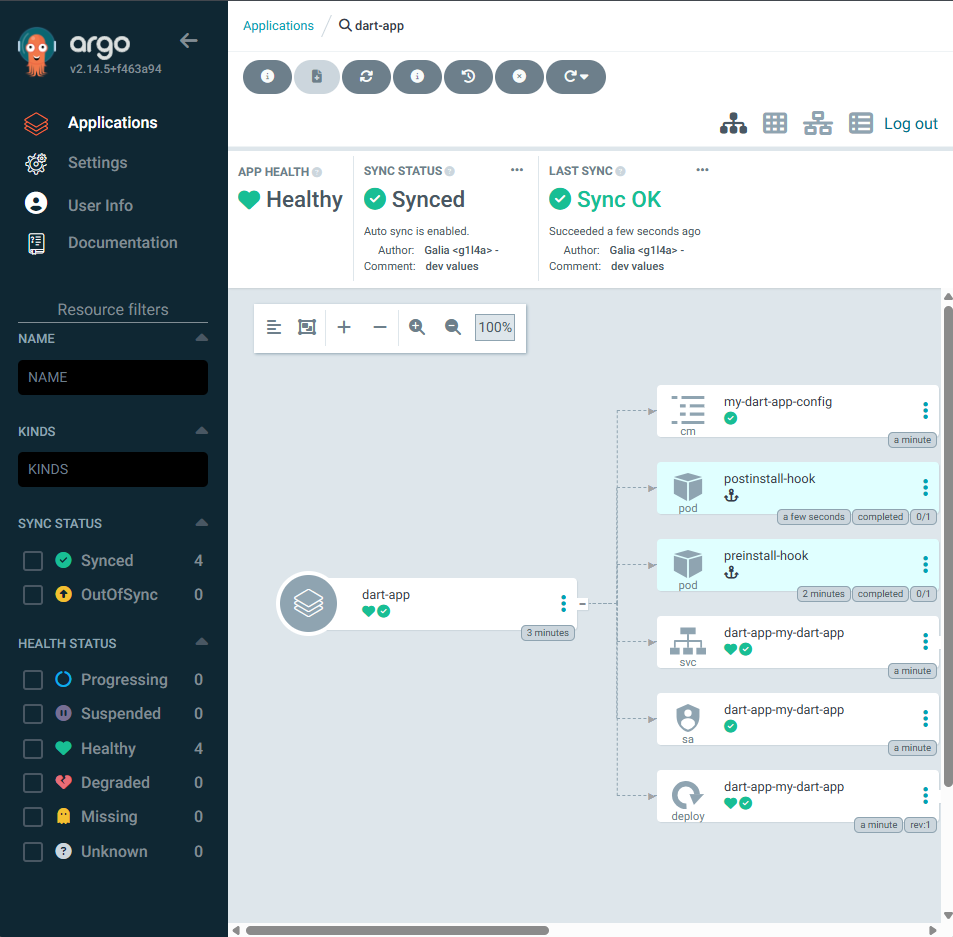 argo
v2.14.5+f463a94
Applications
Settings
User Info
Documentation
Resource filters
NAME
NAME
KINDS
KINDS
SYNC STATUS
Synced 4
OutOfSync 0
HEALTH STATUS
Progressing 0
Suspended 0
Healthy 4
Degraded 0
Missing 0
Unknown 0
Applications / dart-app
Log out
APP HEALTH
Healthy
SYNC STATUS
Synced
Auto sync is enabled.
Author: Galia <g1l4a> -
Comment: dev values
LAST SYNC
Sync OK
Succeeded a few seconds ago
Author: Galia <g1l4a> -
Comment: dev values
100%
dart-app
3 minutes
my-dart-app-config
cm
a minute
postinstall-hook
pod
a few seconds completed 0/1
preinstall-hook
pod
2 minutes completed 0/1
dart-app-my-dart-app
svc
a minute
dart-app-my-dart-app
sa
a minute
dart-app-my-dart-app
deploy
a minute rev:1